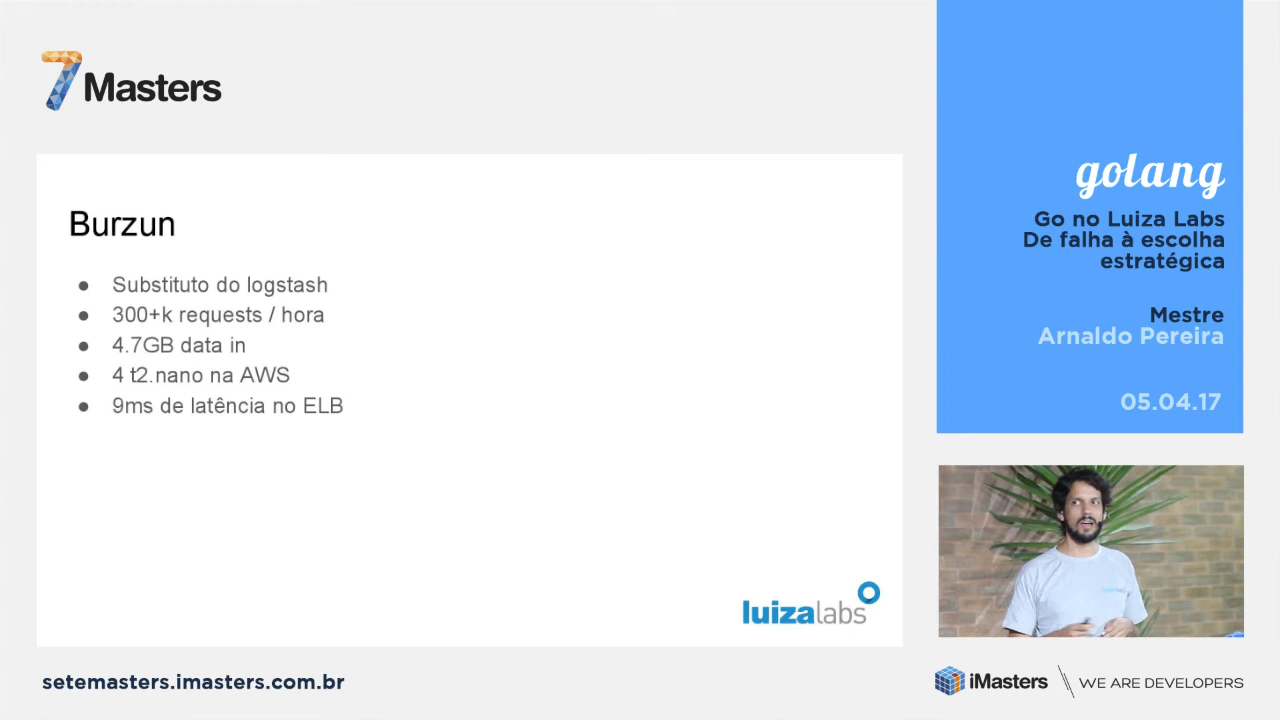 7Masters
Burzun
● Substituto do logstash
● 300+k requests / hora
● 4.7GB data in
● 4 t2.nano na AWS
● 9ms de latência no ELB
luizalabs
golang
Go no Luiza Labs
De falha à escolha
estratégica
Mestre
Arnaldo Pereira
05.04.17
setemasters.imasters.com.br
iMasters
WE ARE DEVELOPERS